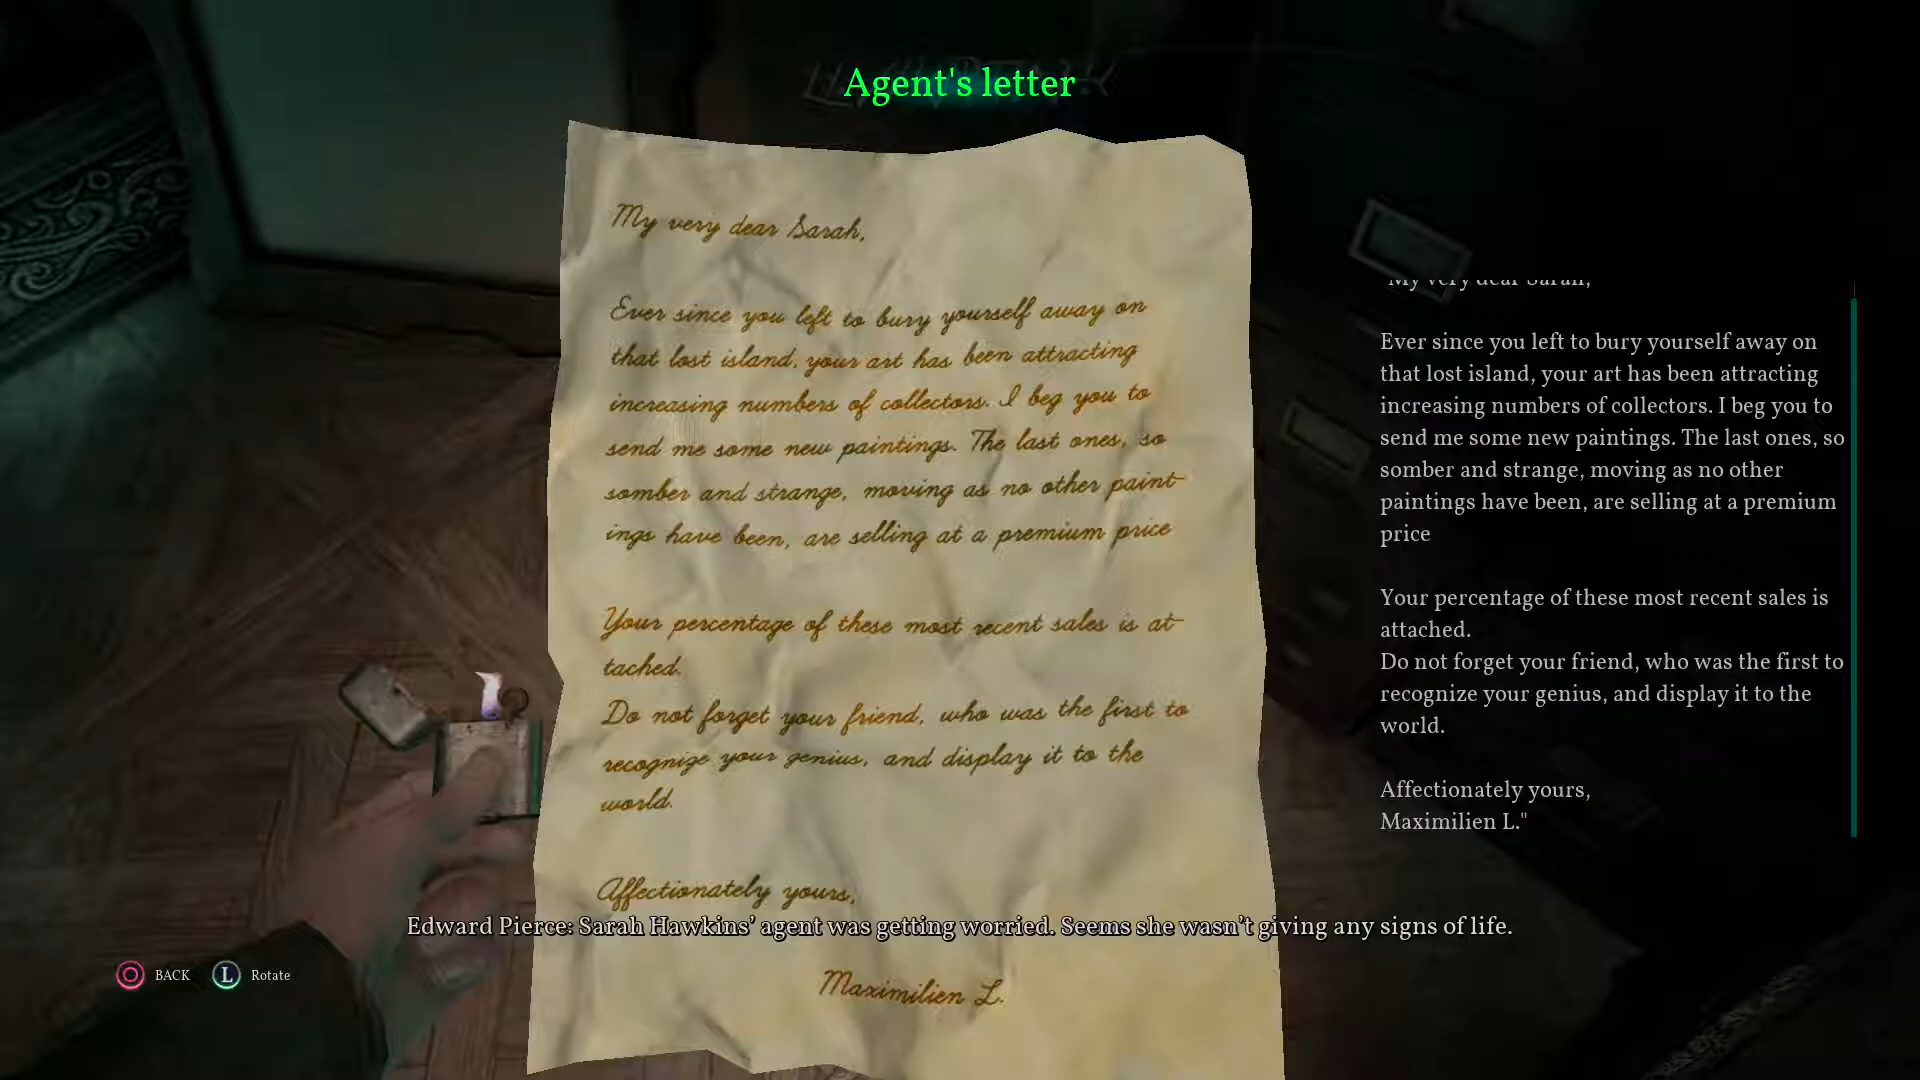 Agent's letter
My very dear Sarah,
Ever since you left to bury yourself away on
that lost island, your art has been attracting
increasing numbers of collectors. I beg you to
send me some new paintings. The last ones, so
somber and strange, moving as no other paint-
ings have been, are selling at a premium price
Your percentage of these most recent sales is at-
tached.
Do not forget your friend, who was the first to
recognize your genius, and display it to the
world.
Affectionately yours,
Maximilien L.
"My very dear Sarah,
Ever since you left to bury yourself away on
that lost island, your art has been attracting
increasing numbers of collectors. I beg you to
send me some new paintings. The last ones, so
somber and strange, moving as no other
paintings have been, are selling at a premium
price
Your percentage of these most recent sales is
attached.
Do not forget your friend, who was the first to
recognize your genius, and display it to the
world.
Affectionately yours,
Maximilien L."
Edward Pierce: Sarah Hawkins' agent was getting worried. Seems she wasn't giving any signs of life.
BACK
L Rotate